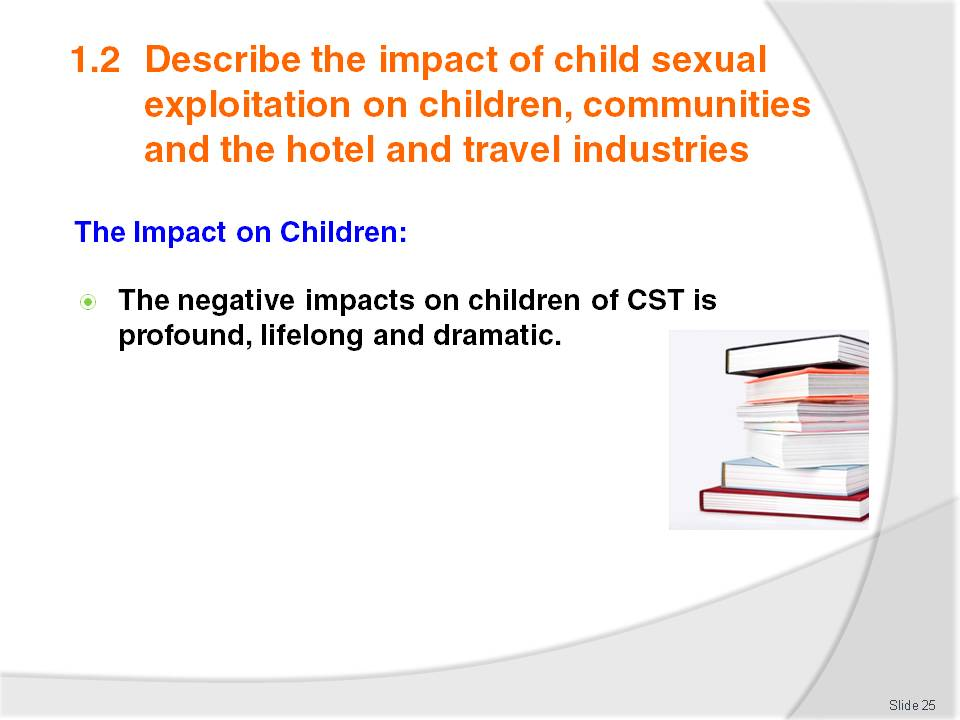 1.2 Describe the impact of child sexual
exploitation on children, communities
and the hotel and travel industries
The Impact on Children:
The negative impacts on children of CST is
profound, lifelong and dramatic.
Slide 25